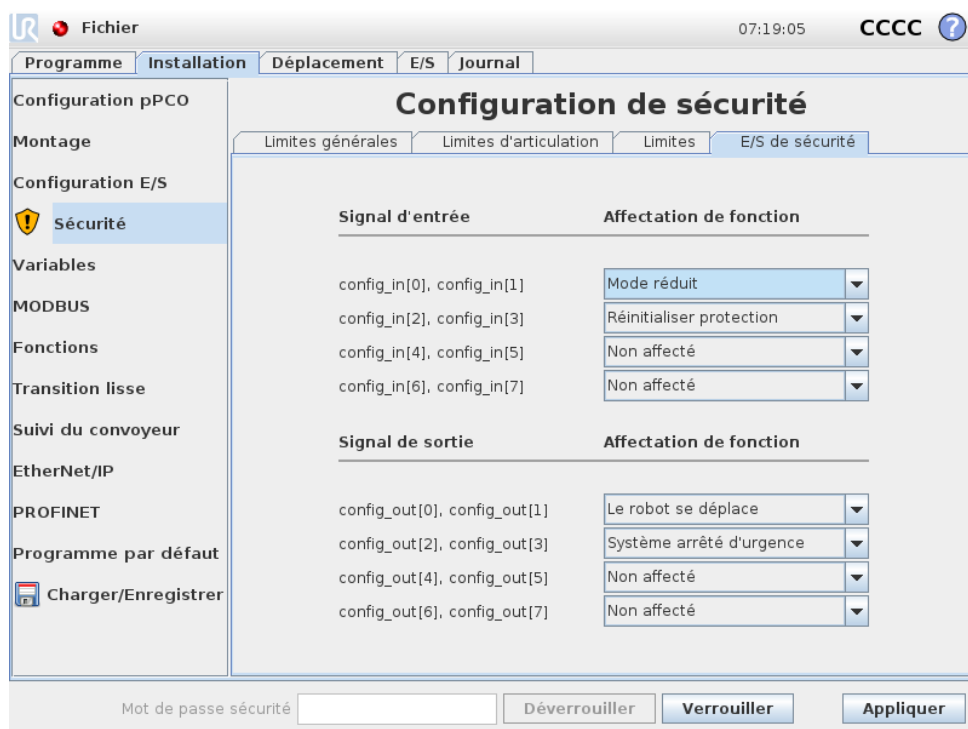 UR Fichier 07:19:05 CCCC ?
Programme Installation Déplacement E/S Journal
Configuration pPCO
Montage
Configuration E/S
Sécurité
Variables
MODBUS
Fonctions
Transition lisse
Suivi du convoyeur
EtherNet/IP
PROFINET
Programme par défaut
Charger/Enregistrer
Configuration de sécurité
Limites générales Limites d'articulation Limites E/S de sécurité
Signal d'entrée Affectation de fonction
config_in[0], config_in[1] Mode réduit
config_in[2], config_in[3] Réinitialiser protection
config_in[4], config_in[5] Non affecté
config_in[6], config_in[7] Non affecté
Signal de sortie Affectation de fonction
config_out[0], config_out[1] Le robot se déplace
config_out[2], config_out[3] Système arrêté d'urgence
config_out[4], config_out[5] Non affecté
config_out[6], config_out[7] Non affecté
Mot de passe sécurité Déverrouiller Verrouiller Appliquer